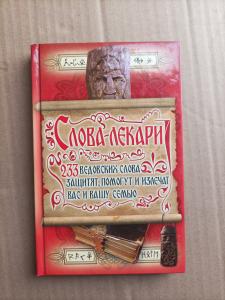 Слова-лекари
233 ведовских слова
защитят, помогут и излечат
вас и вашу семью